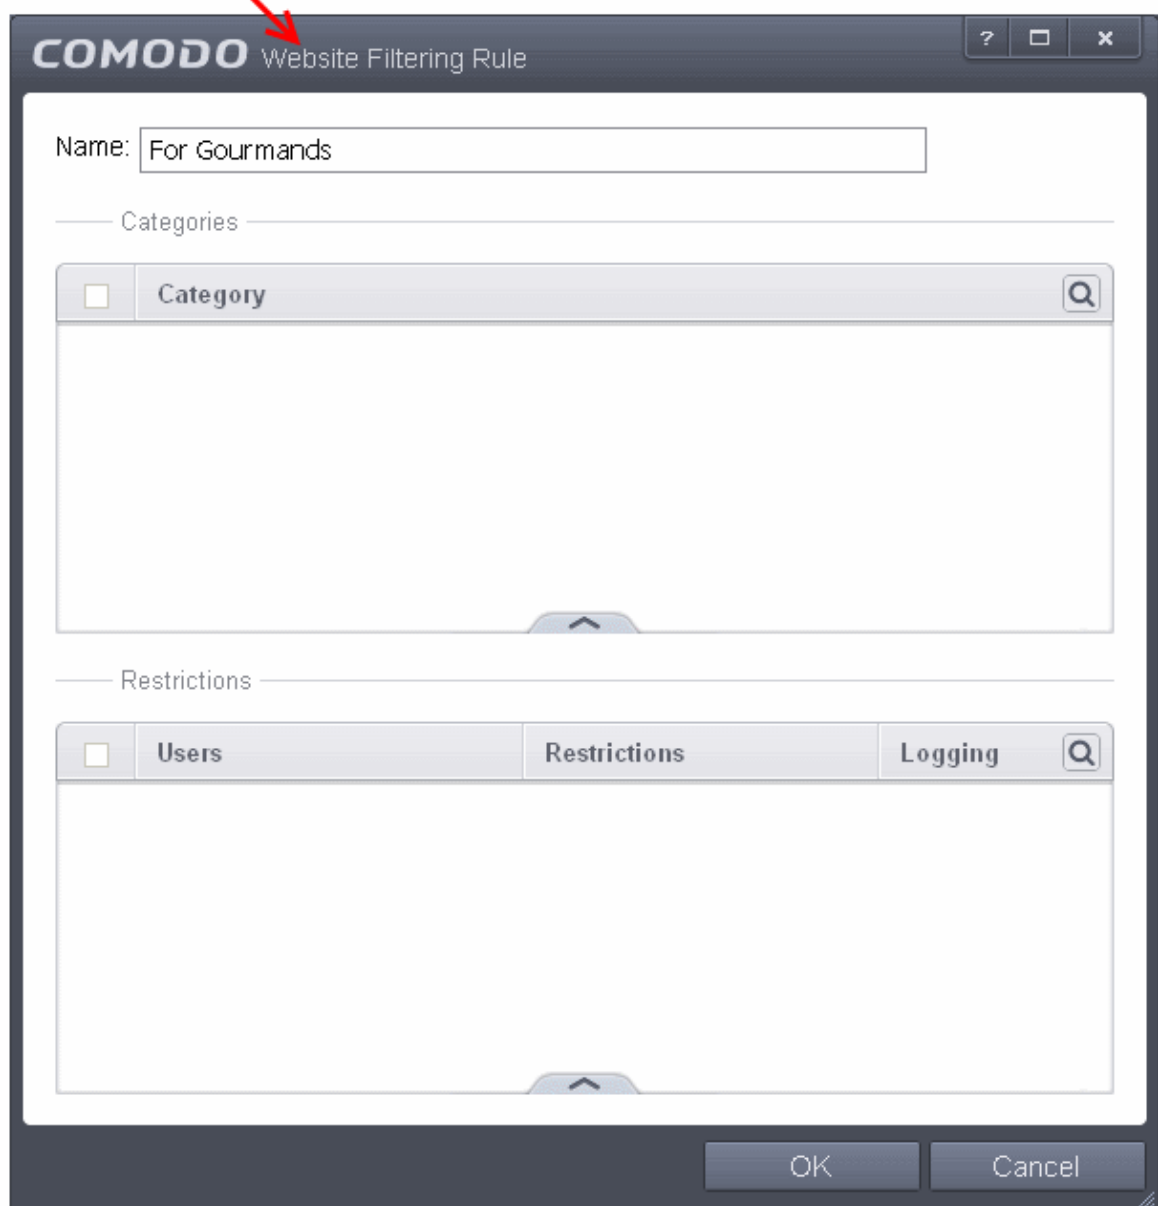 COMODO Website Filtering Rule ?
Name: For Gourmands
Categories
Category
Restrictions
Users Restrictions Logging
OK Cancel